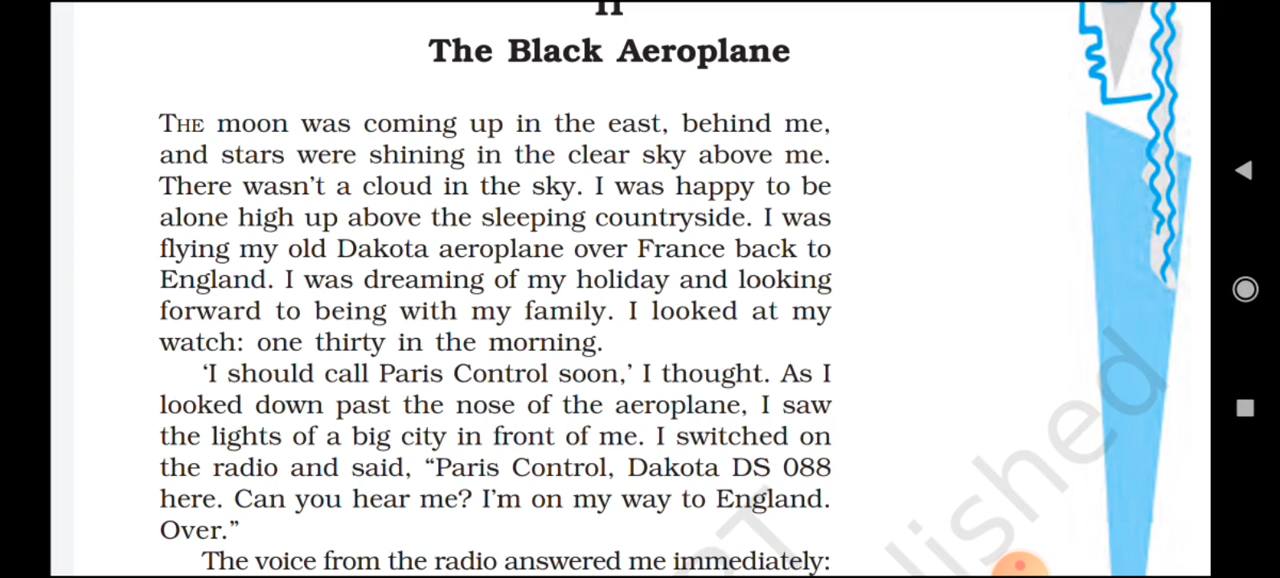 II
The Black Aeroplane
THE moon was coming up in the east, behind me,
and stars were shining in the clear sky above me.
There wasn't a cloud in the sky. I was happy to be
alone high up above the sleeping countryside. I was
flying my old Dakota aeroplane over France back to
England. I was dreaming of my holiday and looking
forward to being with my family. I looked at my
watch: one thirty in the morning.
‘I should call Paris Control soon,’ I thought. As I
looked down past the nose of the aeroplane, I saw
the lights of a big city in front of me. I switched on
the radio and said, “Paris Control, Dakota DS 088
here. Can you hear me? I'm on my way to England.
Over.”
The voice from the radio answered me immediately: